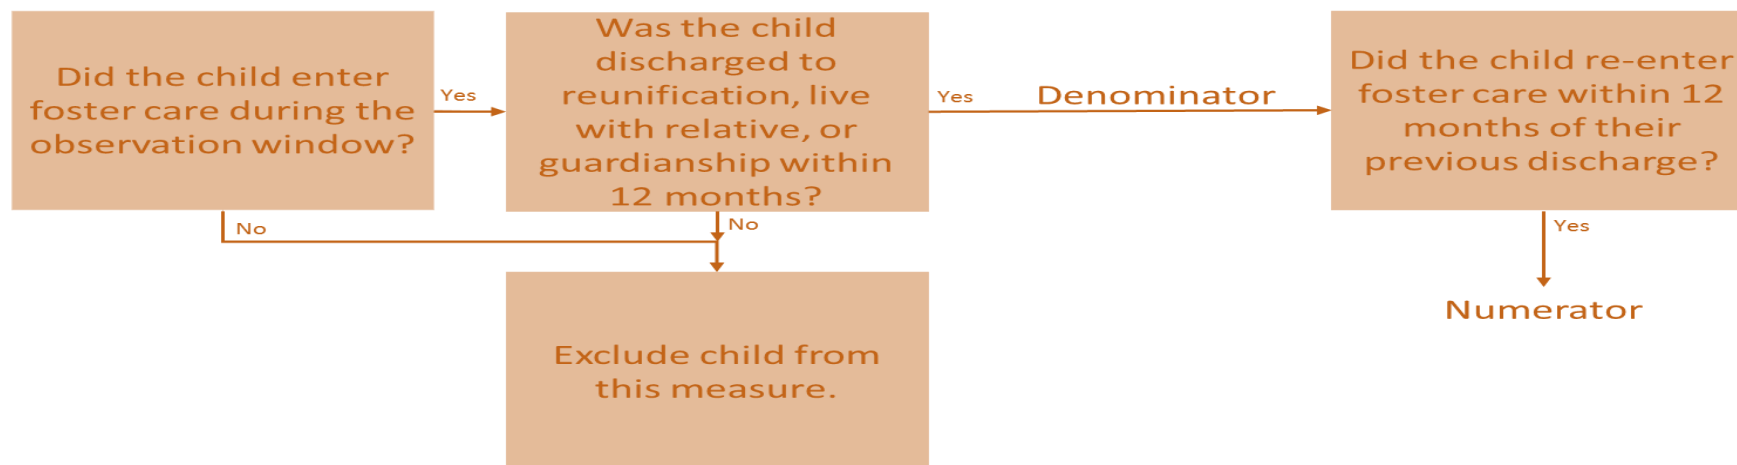 Did the child enter
foster care during the
observation window?
Yes
No
Was the child
discharged to
reunification, live
with relative, or
guardianship within
12 months?
Yes
No
Denominator
Did the child re-enter
foster care within 12
months of their
previous discharge?
Yes
Numerator
Exclude child from
this measure.